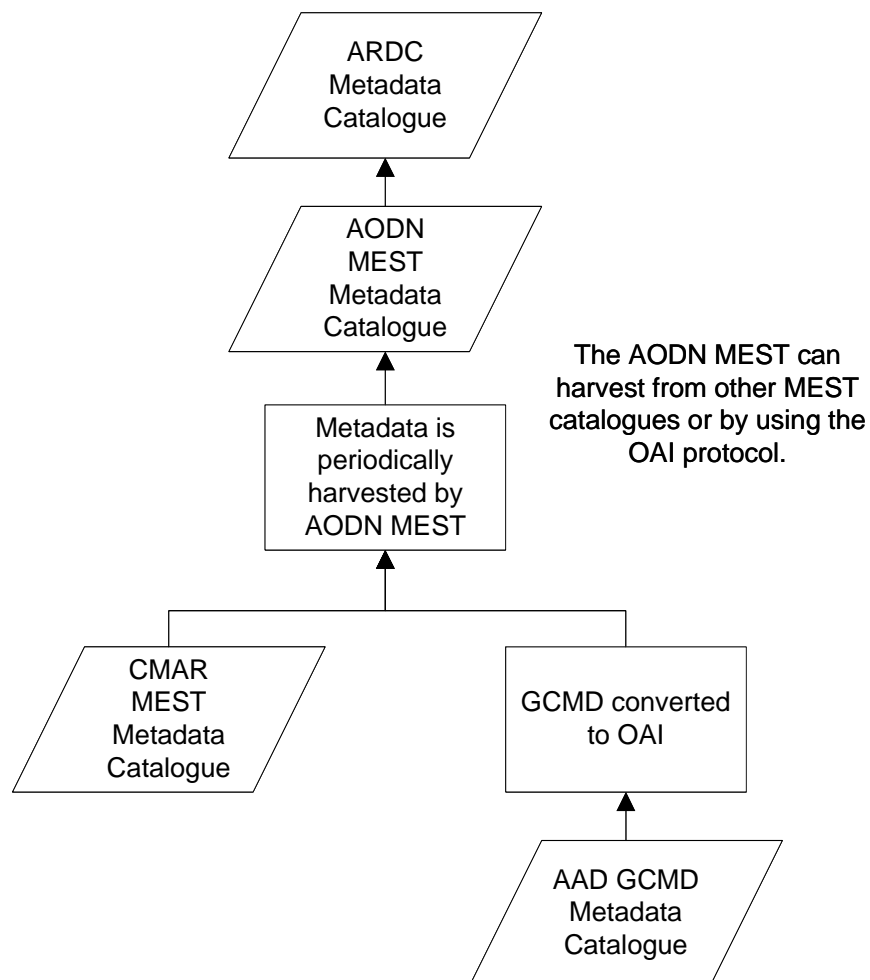 ARDC
Metadata
Catalogue
AODN
MEST
Metadata
Catalogue
The AODN MEST can
harvest from other MEST
catalogues or by using the
OAI protocol.
Metadata is
periodically
harvested by
AODN MEST
CMAR
MEST
Metadata
Catalogue
GCMD converted
to OAI
AAD GCMD
Metadata
Catalogue